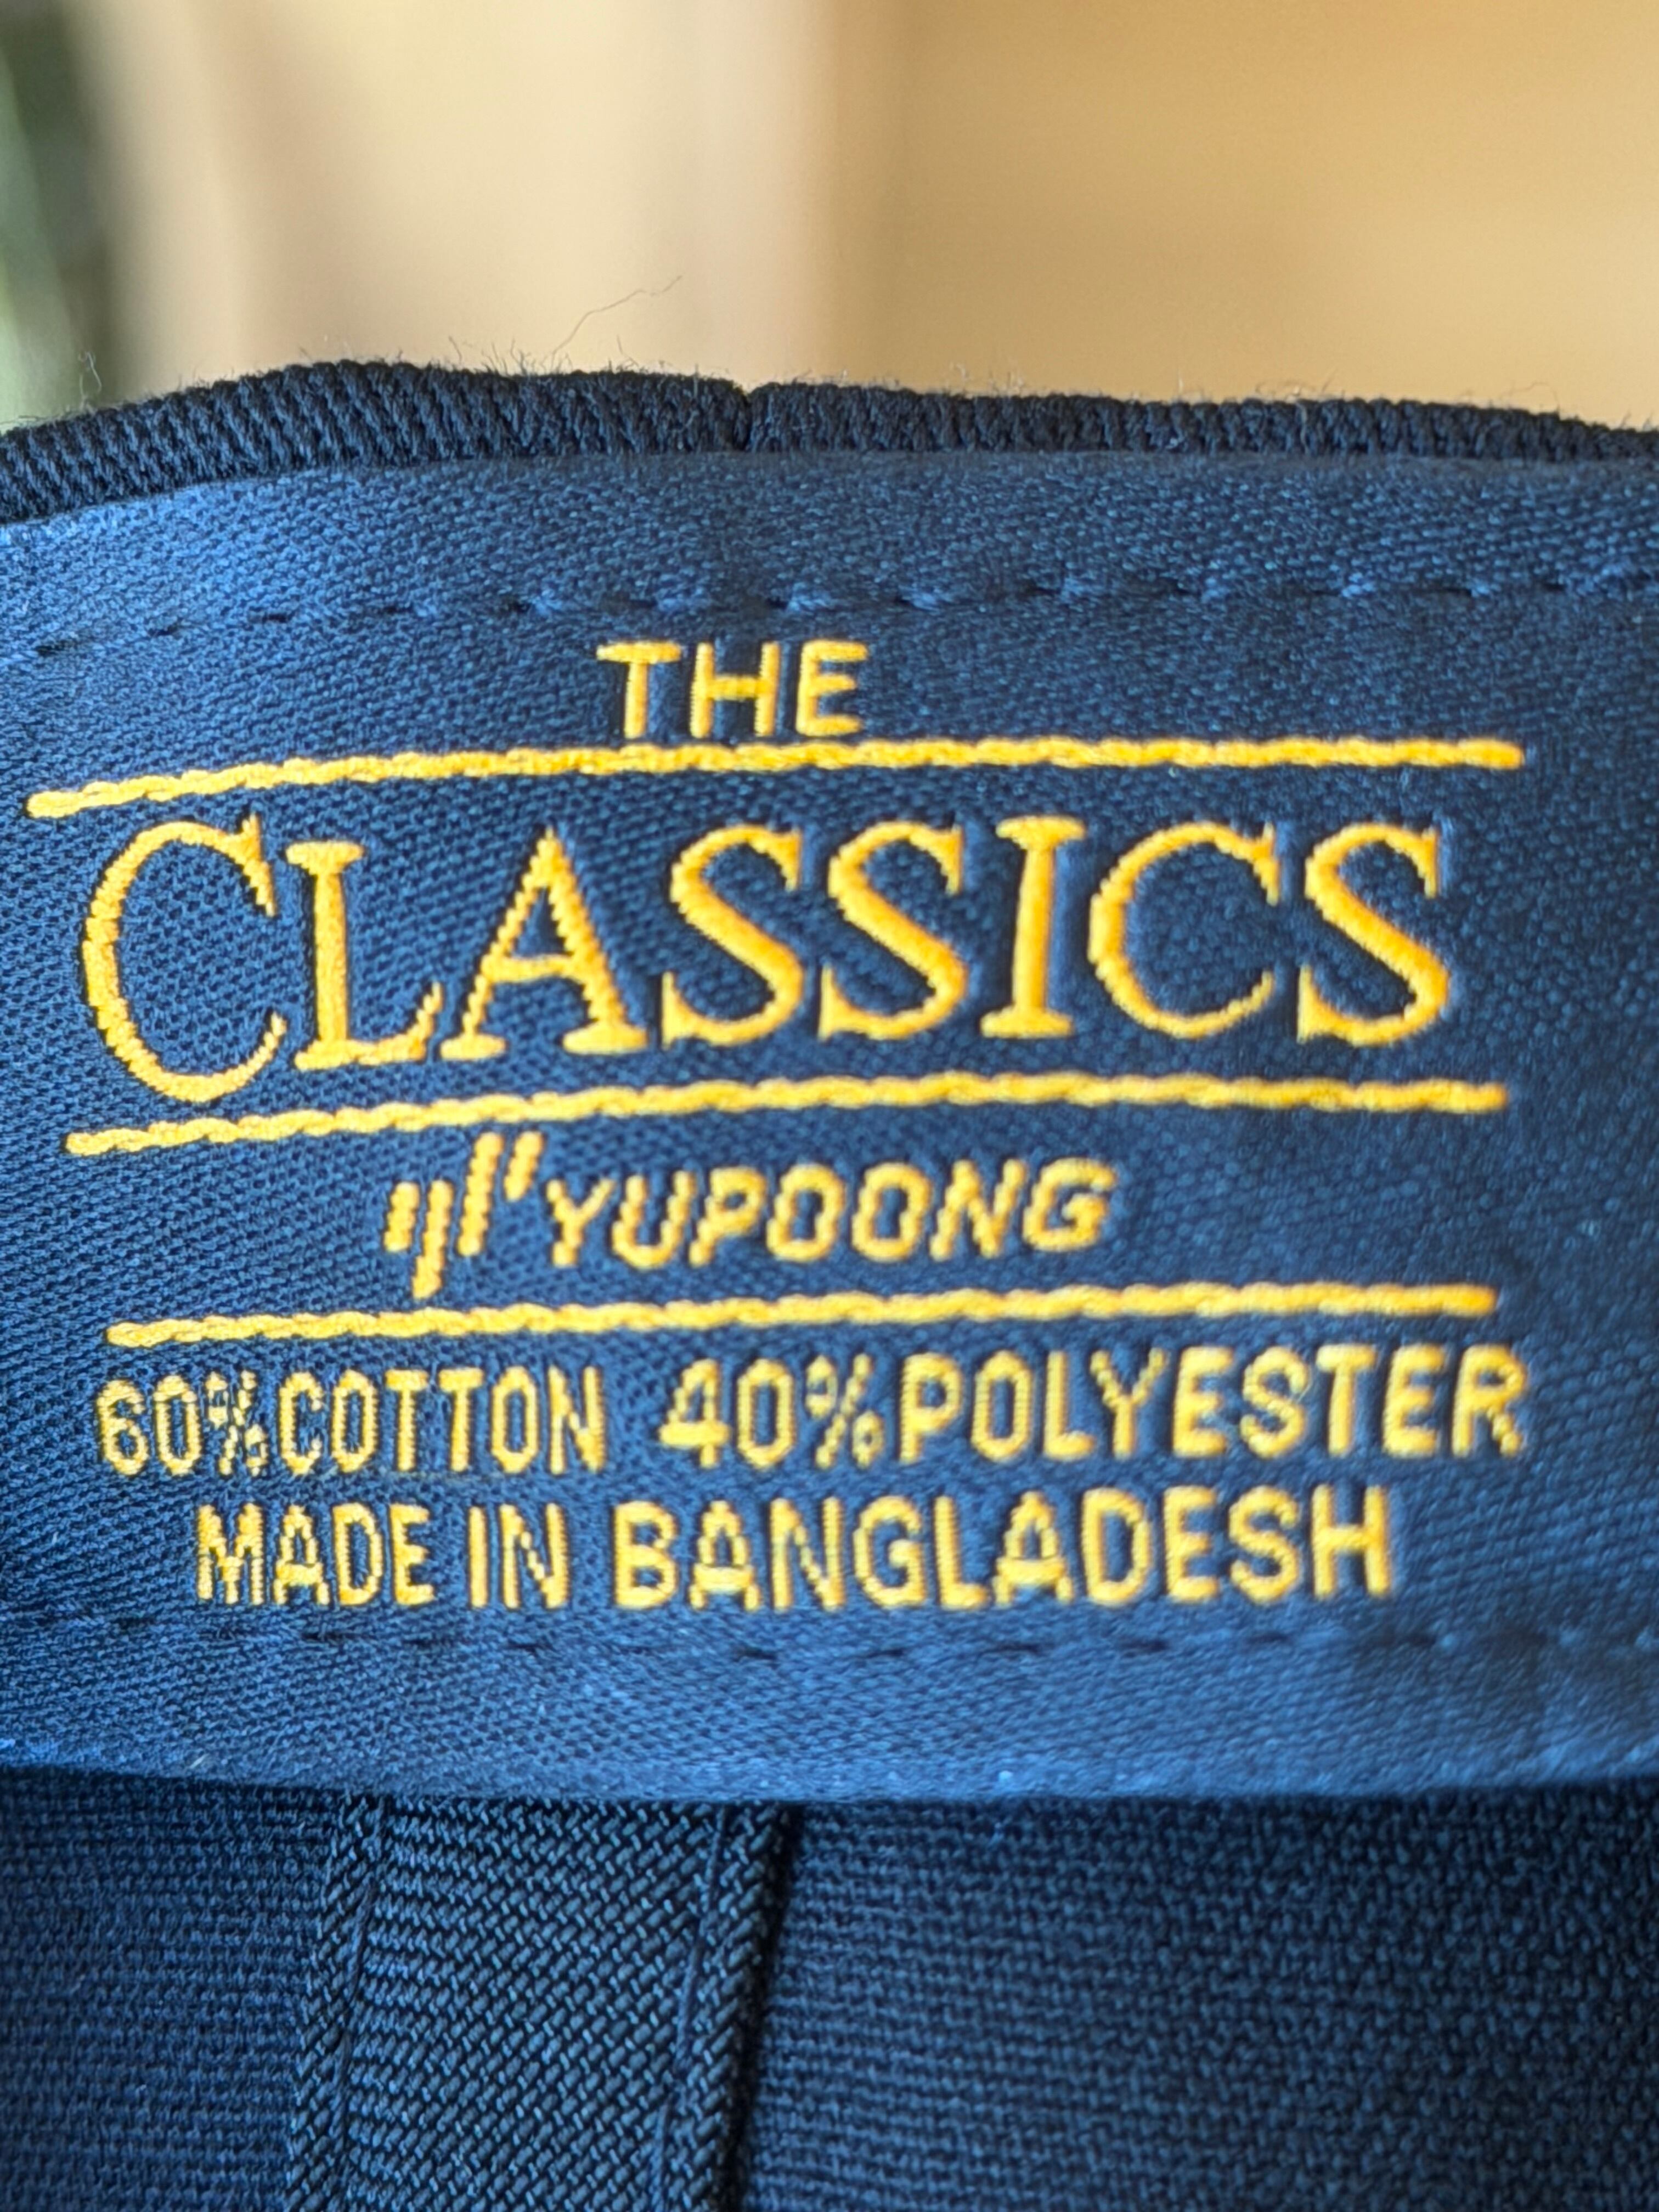 THE
CLASSICS
YUPOONG
60%COTTON 40%POLYESTER
MADE IN BANGLADESH